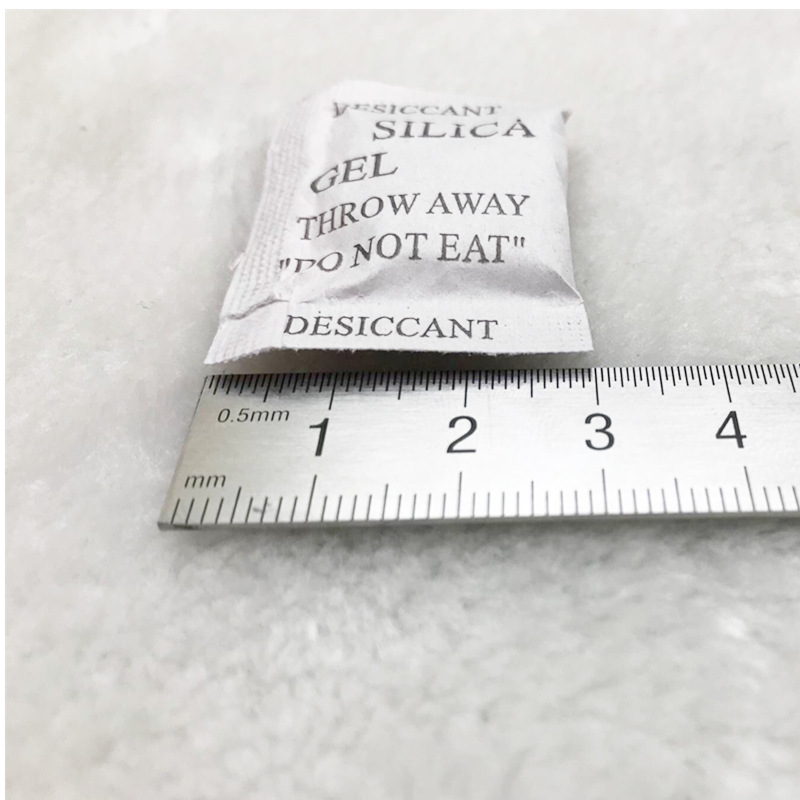 DESICCANT
SILICA
GEL
THROW AWAY
"DO NOT EAT"
DESICCANT
0.5mm
1 2 3 4
mm